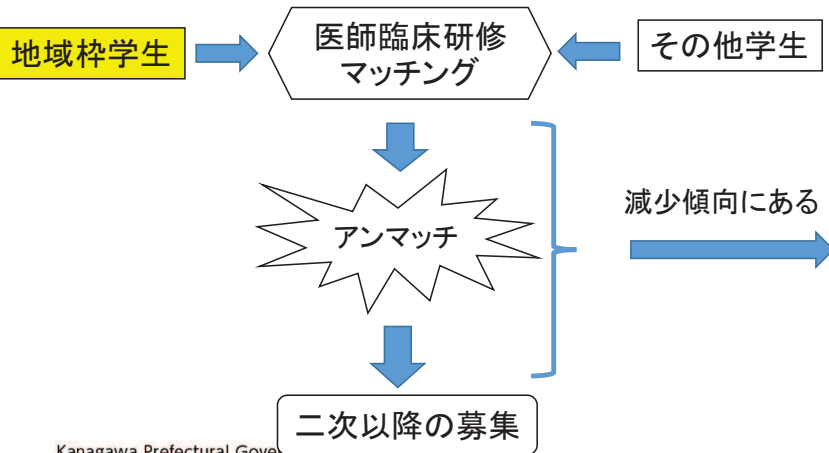 地域枠学生
医師臨床研修
マッチング
その他学生
アンマッチ
減少傾向にある
二次以降の募集
Kanagawa Prefectural